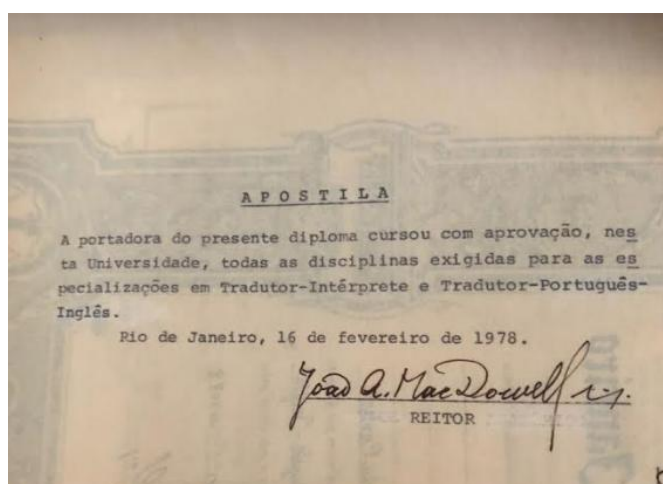 APOSTILA
A portadora do presente diploma cursou com aprovação, nes
ta Universidade, todas as disciplinas exigidas para as es
pecializações em Tradutor-Intérprete e Tradutor-Português-
Inglês.
Rio de Janeiro, 16 de fevereiro de 1978.
João A. MacDowell
REITOR